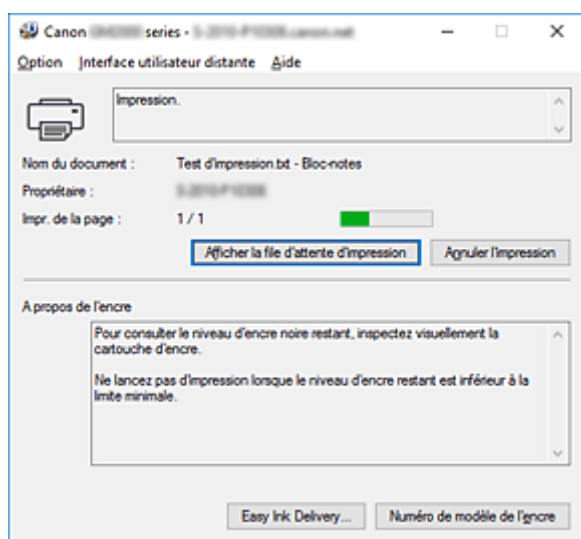 Canon series -
Option Interface utilisateur distante Aide
Impression.
Nom du document : Test d'impression.txt - Bloc-notes
Propriétaire :
Impr. de la page : 1 / 1
Afficher la file d'attente d'impression Annuler l'impression
A propos de l'encre
Pour consulter le niveau d'encre noire restant, inspectez visuellement la
cartouche d'encre.
Ne lancez pas d'impression lorsque le niveau d'encre restant est inférieur à la
limite minimale.
Easy Ink Delivery... Numéro de modèle de l'encre